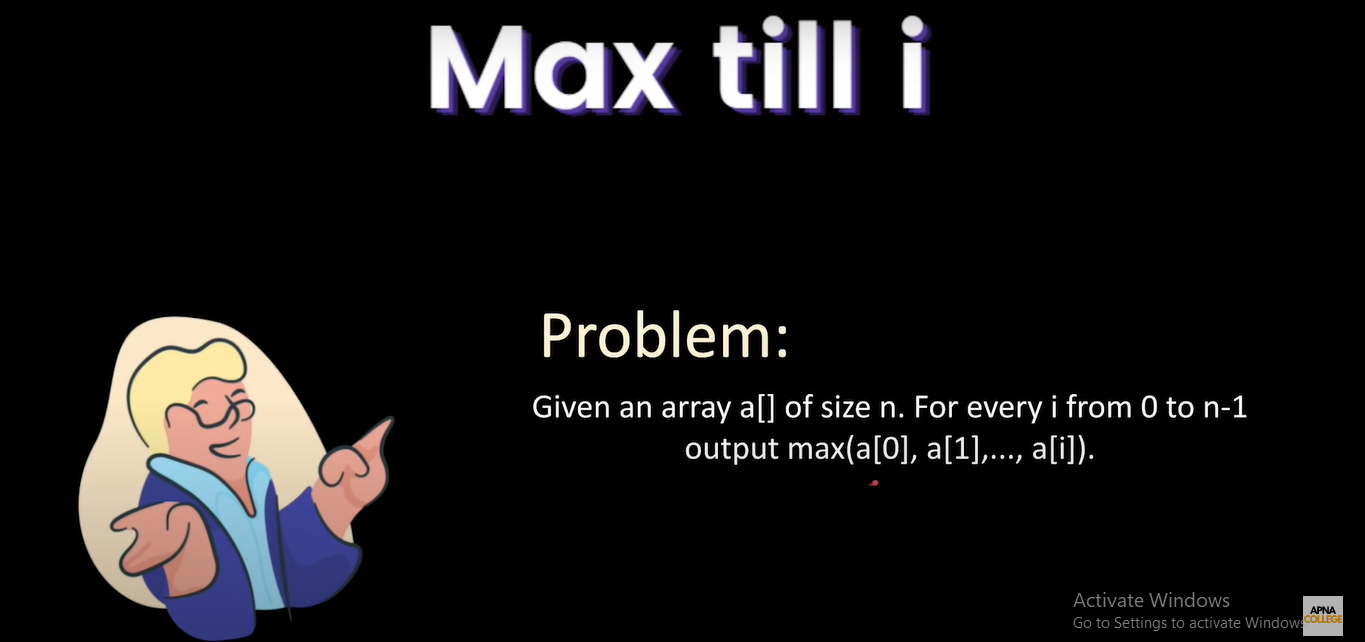 Max till i
Problem:
Given an array a[] of size n. For every i from 0 to n-1
output max(a[0], a[1],..., a[i]).
Activate Windows
Go to Settings to activate Windows
APNA
COLLEGE